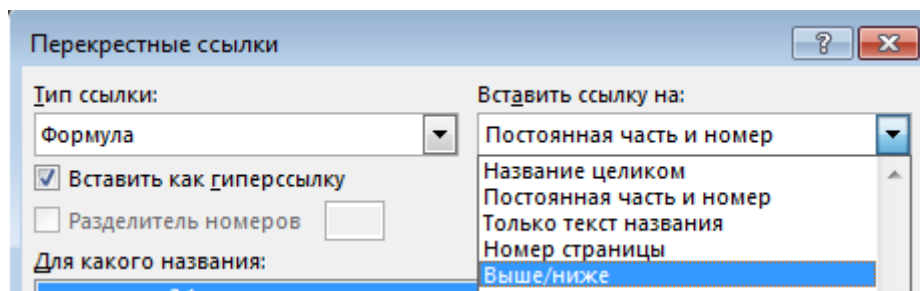 Перекрестные ссылки
Тип ссылки:
Формула
Вставить как гиперссылку
Разделитель номеров
Для какого названия:
Вставить ссылку на:
Постоянная часть и номер
Название целиком
Постоянная часть и номер
Только текст названия
Номер страницы
Выше/ниже